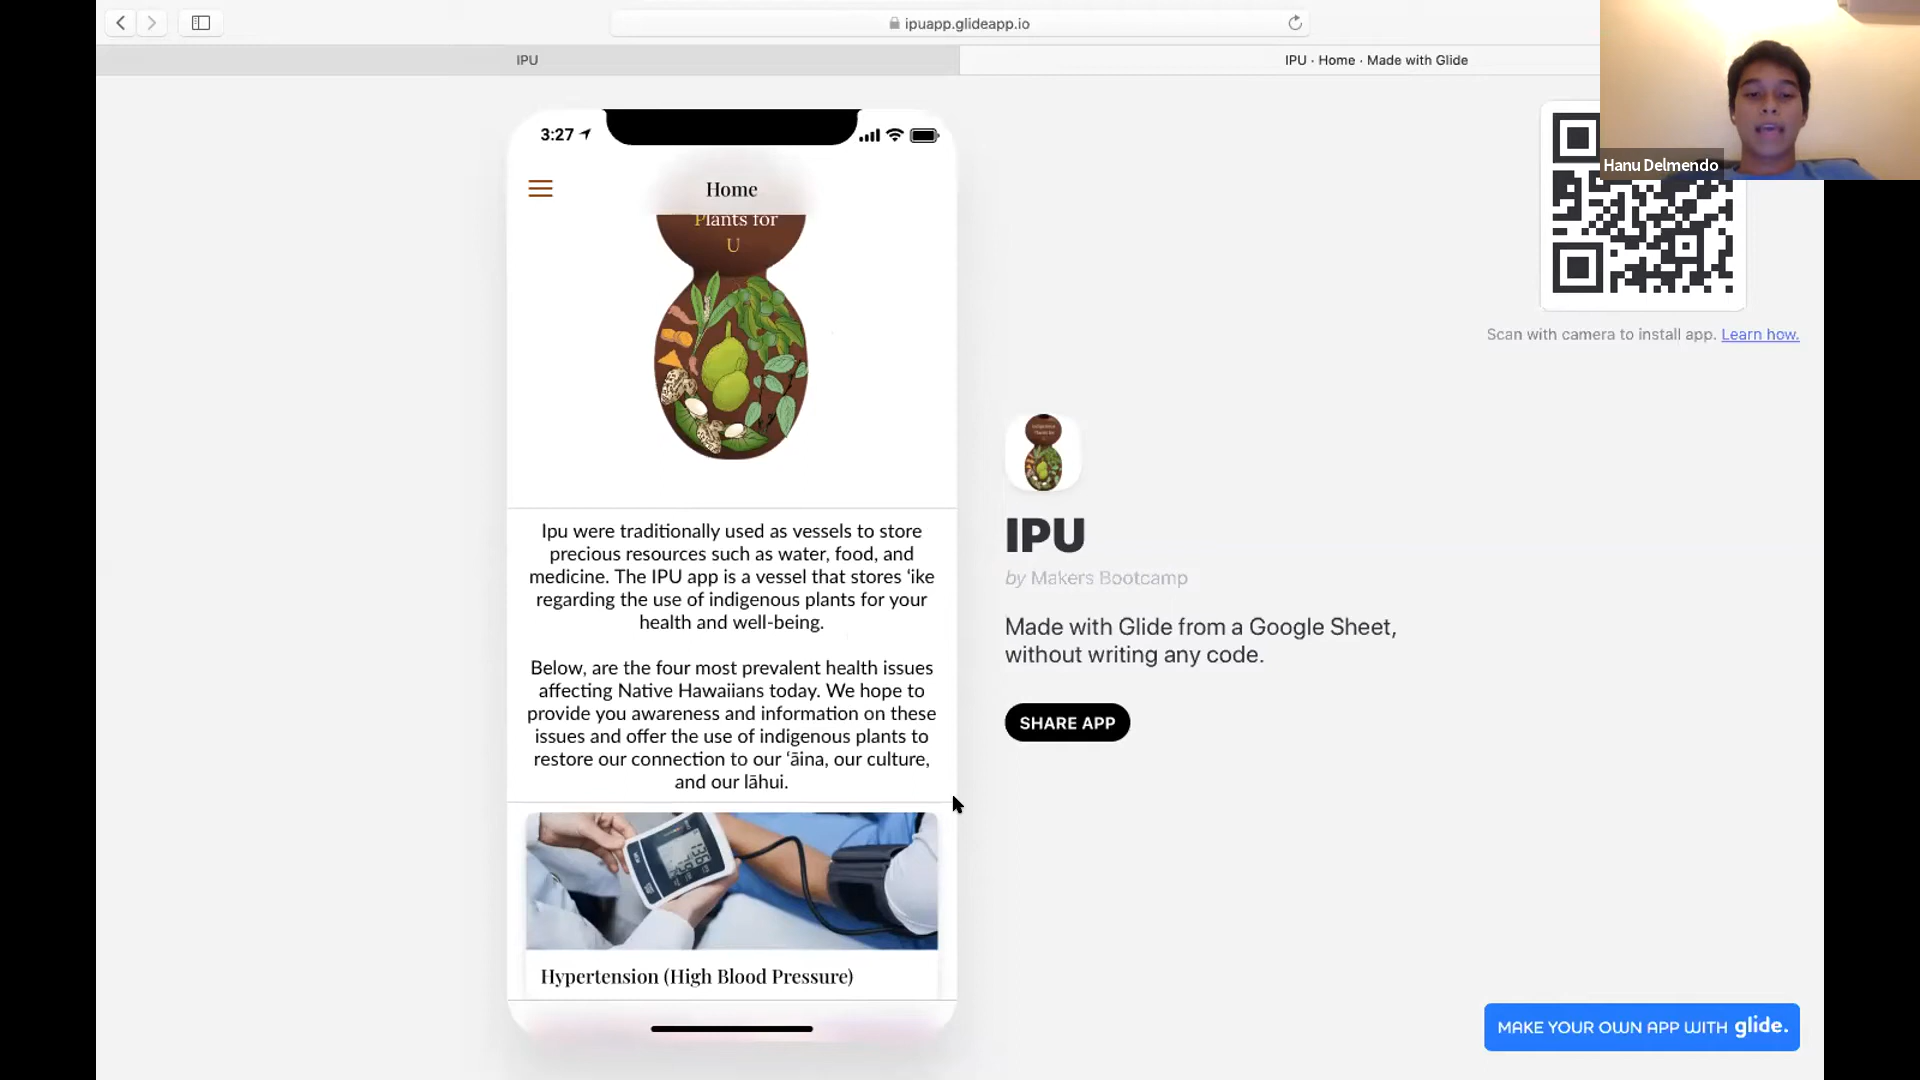 ipuapp.glideapp.io
IPU
IPU · Home · Made with Glide
3:27
Home
Plants for
U
Ipu were traditionally used as vessels to store
precious resources such as water, food, and
medicine. The IPU app is a vessel that stores ‘ike
regarding the use of indigenous plants for your
health and well-being.
Below, are the four most prevalent health issues
affecting Native Hawaiians today. We hope to
provide you awareness and information on these
issues and offer the use of indigenous plants to
restore our connection to our ‘āina, our culture,
and our lāhui.
Hypertension (High Blood Pressure)
Hanu Delmendo
Scan with camera to install app. Learn how.
IPU
by Makers Bootcamp
Made with Glide from a Google Sheet,
without writing any code.
SHARE APP
MAKE YOUR OWN APP WITH glide.